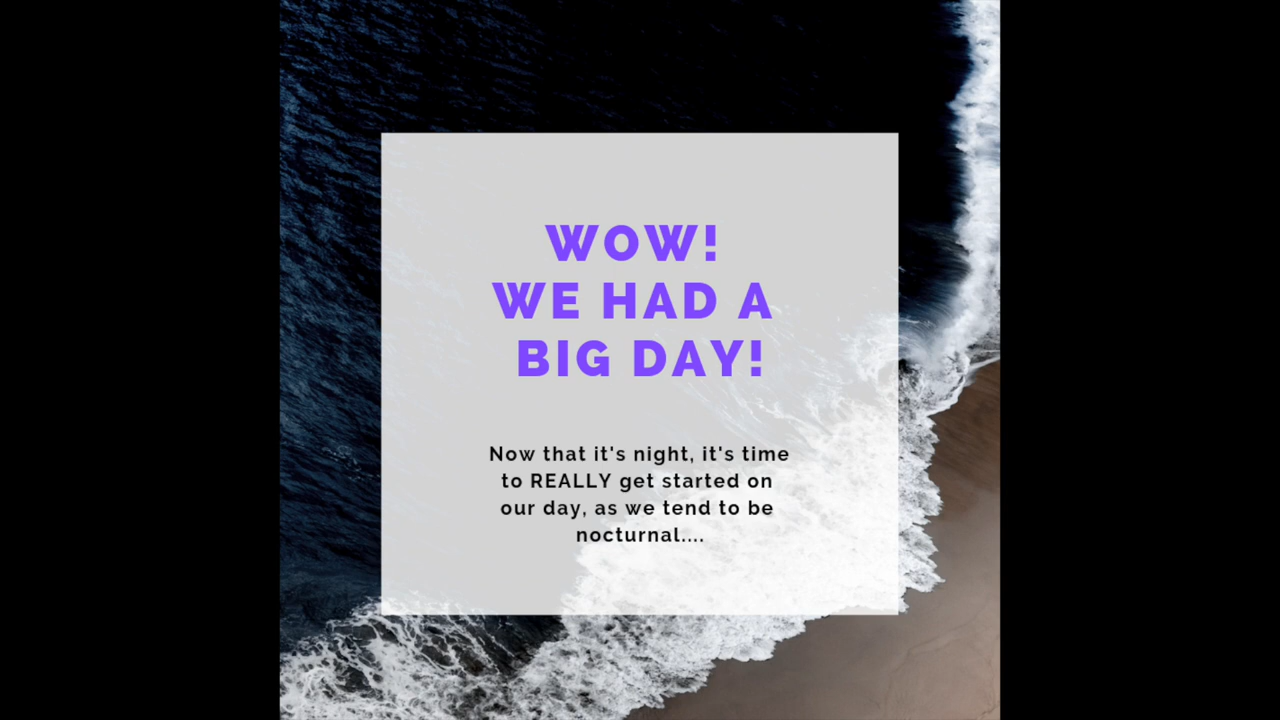 WOW!
WE HAD A
BIG DAY!
Now that it's night, it's time
to REALLY get started on
our day, as we tend to be
nocturnal....